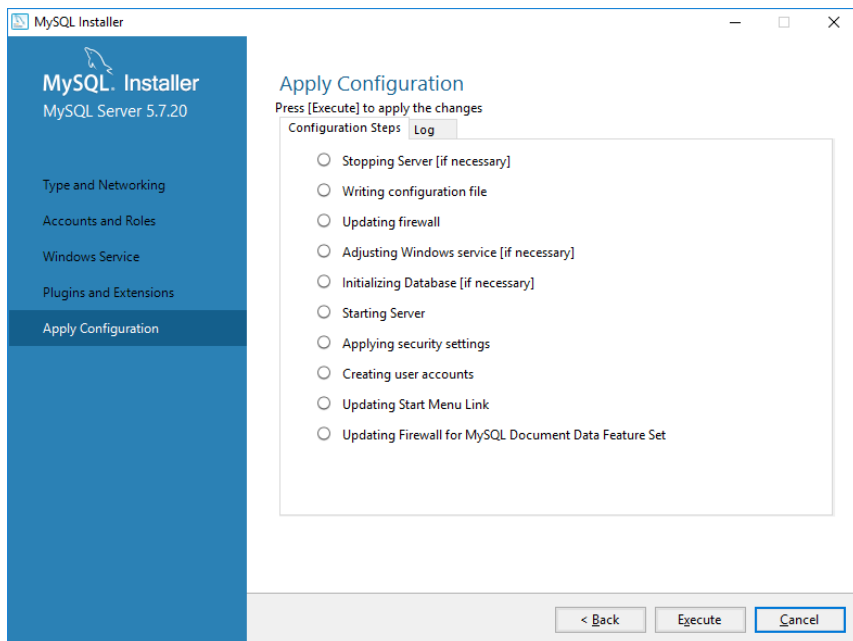 MySQL Installer
MySQL. Installer
MySQL Server 5.7.20
Type and Networking
Accounts and Roles
Windows Service
Plugins and Extensions
Apply Configuration
Apply Configuration
Press [Execute] to apply the changes
Configuration Steps Log
Stopping Server [if necessary]
Writing configuration file
Updating firewall
Adjusting Windows service [if necessary]
Initializing Database [if necessary]
Starting Server
Applying security settings
Creating user accounts
Updating Start Menu Link
Updating Firewall for MySQL Document Data Feature Set
< Back Execute Cancel